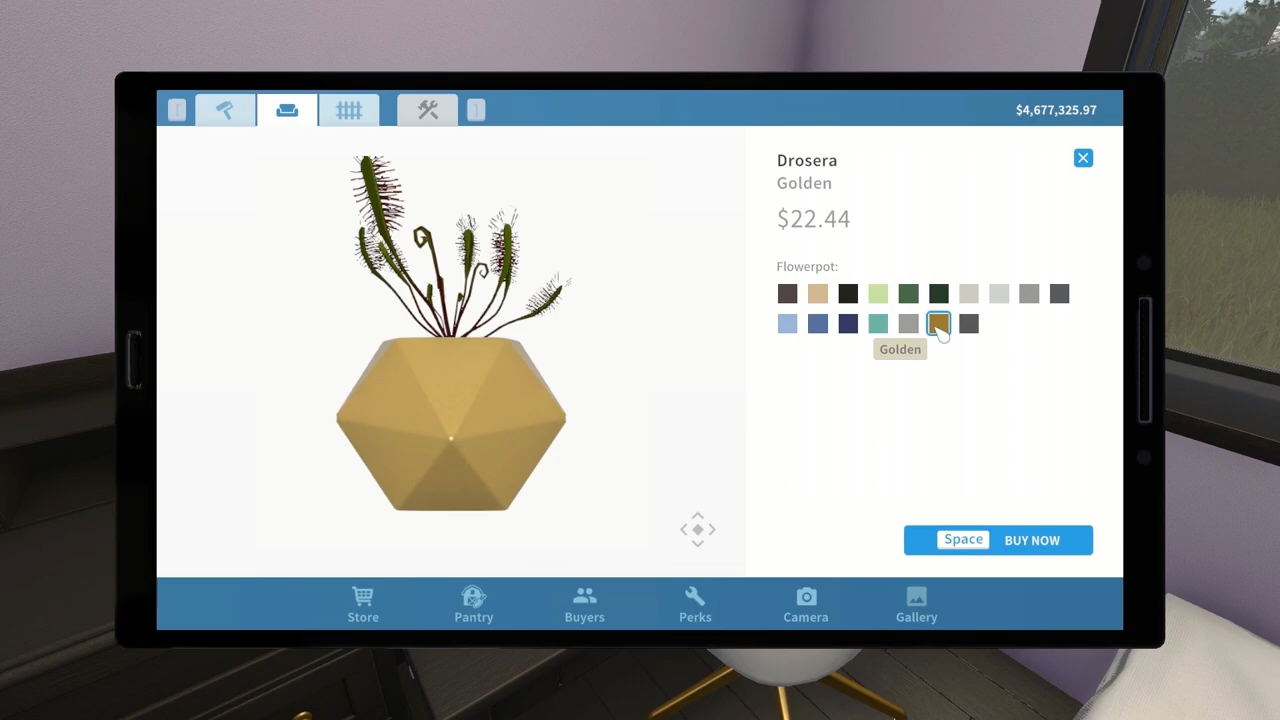 $4,677,325.97
Drosera
Golden
$22.44
Flowerpot:
Golden
Space BUY NOW
Store Pantry Buyers Perks Camera Gallery